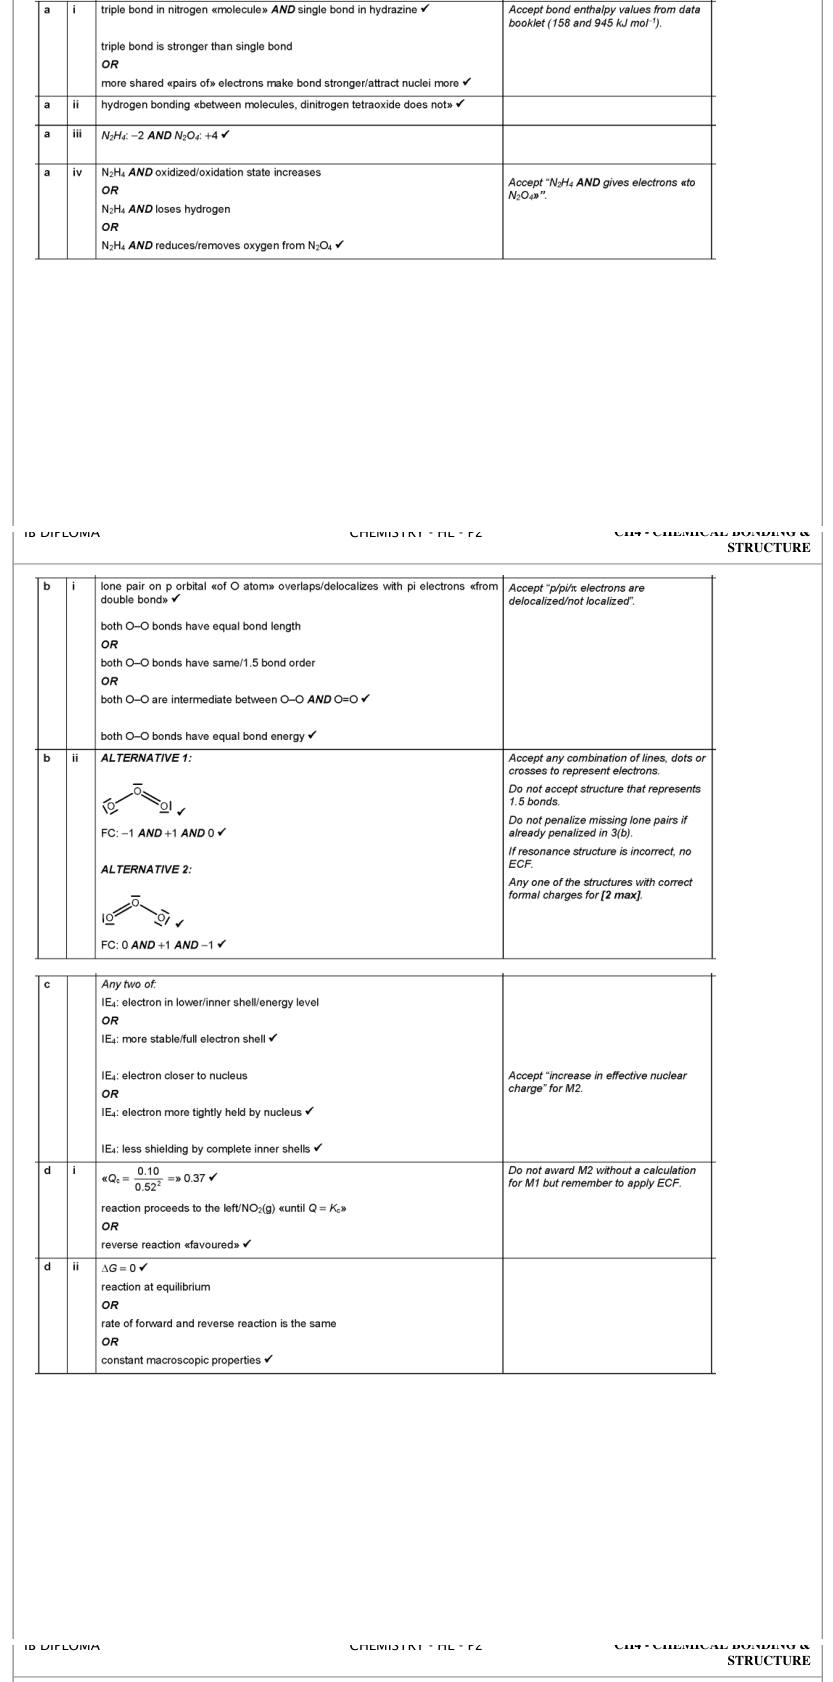 a i triple bond in nitrogen «molecule» AND single bond in hydrazine ✓ Accept bond enthalpy values from data
booklet (158 and 945 kJ mol⁻¹).
triple bond is stronger than single bond
OR
more shared «pairs of» electrons make bond stronger/attract nuclei more ✓
a ii hydrogen bonding «between molecules, dinitrogen tetraoxide does not» ✓
a iii N₂H₄: −2 AND N₂O₄: +4 ✓
a iv N₂H₄ AND oxidized/oxidation state increases
Accept “N₂H₄ AND gives electrons «to
N₂O₄»”.
OR
N₂H₄ AND loses hydrogen
OR
N₂H₄ AND reduces/removes oxygen from N₂O₄ ✓
IB DIPLOMA CHEMISTRY - HL - P2 CH4 - CHEMICAL BONDING &
STRUCTURE
b i lone pair on p orbital «of O atom» overlaps/delocalizes with pi electrons «from Accept “p/pi/π electrons are
double bond» ✓ delocalized/not localized”.
both O–O bonds have equal bond length
OR
both O–O bonds have same/1.5 bond order
OR
both O–O are intermediate between O–O AND O=O ✓
both O–O bonds have equal bond energy ✓
b ii ALTERNATIVE 1: Accept any combination of lines, dots or
crosses to represent electrons.
Do not accept structure that represents
1.5 bonds.
O O O ✓
Do not penalize missing lone pairs if
FC: −1 AND +1 AND 0 ✓ already penalized in 3(b).
If resonance structure is incorrect, no
ECF.
ALTERNATIVE 2:
Any one of the structures with correct
formal charges for [2 max].
O O O ✓
FC: 0 AND +1 AND −1 ✓
c Any two of:
IE₄: electron in lower/inner shell/energy level
OR
IE₄: more stable/full electron shell ✓
IE₄: electron closer to nucleus Accept “increase in effective nuclear
charge” for M2.
OR
IE₄: electron more tightly held by nucleus ✓
IE₄: less shielding by complete inner shells ✓
d i «Qc = 0.10 / 0.52² =» 0.37 ✓ Do not award M2 without a calculation
for M1 but remember to apply ECF.
reaction proceeds to the left/NO₂(g) «until Q = Kc»
OR
reverse reaction «favoured» ✓
d ii ΔG = 0 ✓
reaction at equilibrium
OR
rate of forward and reverse reaction is the same
OR
constant macroscopic properties ✓
IB DIPLOMA CHEMISTRY - HL - P2 CH4 - CHEMICAL BONDING &
STRUCTURE